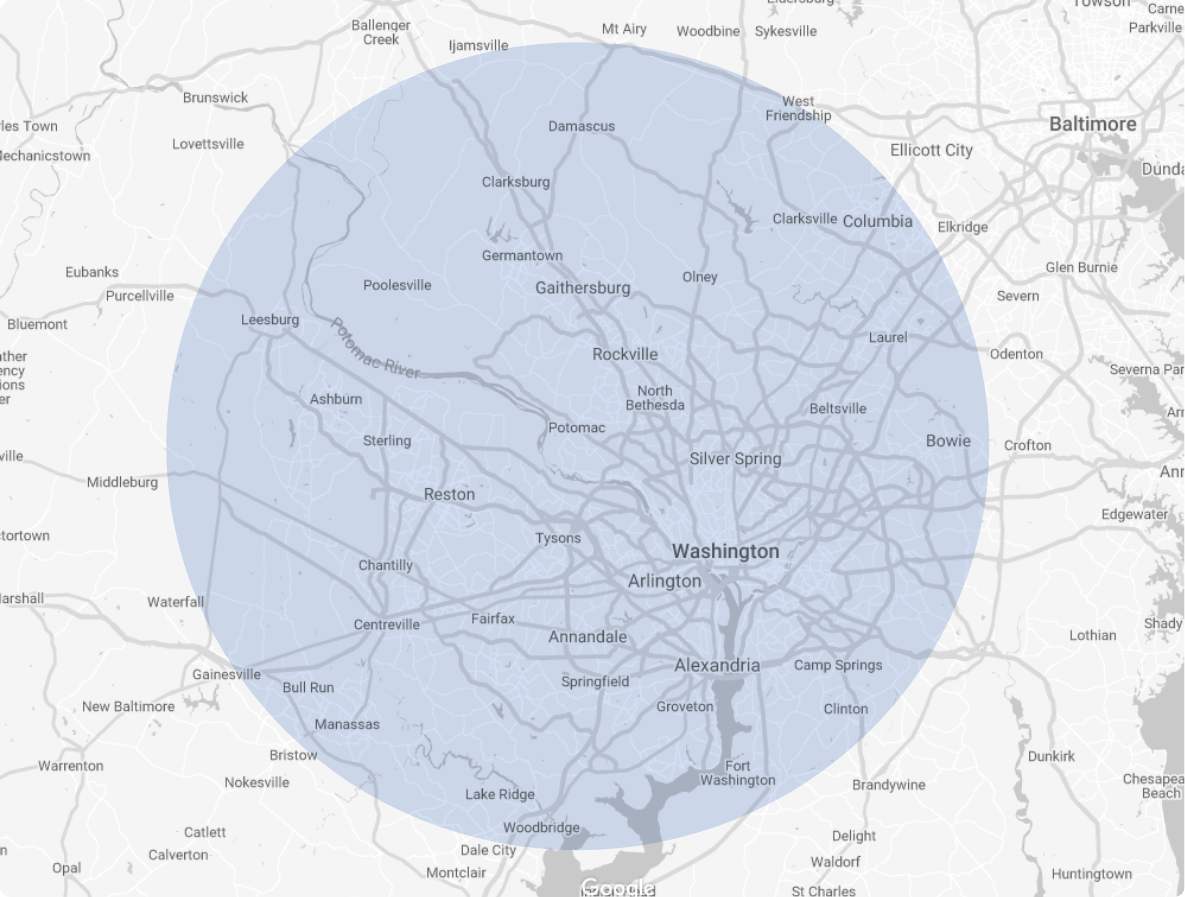 Eldersburg
Towson
Carne
Ballenger
Creek
Mt Airy
Woodbine
Sykesville
Parkville
Ijamsville
Brunswick
West
Friendship
Baltimore
rles Town
Damascus
Lovettsville
Ellicott City
Mechanicstown
Dunda
Clarksburg
Clarksville
Columbia
Elkridge
Germantown
Eubanks
Poolesville
Gaithersburg
Olney
Glen Burnie
Purcellville
Severn
Bluemont
Leesburg
Potomac River
Laurel
ather
ency
ions
er
Rockville
Odenton
Severna Par
North
Bethesda
Ashburn
Beltsville
Arn
Potomac
Sterling
Bowie
Crofton
ville
Silver Spring
Ann
Middleburg
Reston
Edgewater
ctortown
Tysons
Washington
Chantilly
Arlington
arshall
Waterfall
Centreville
Fairfax
Shady
Annandale
Lothian
Gainesville
Alexandria
Camp Springs
Bull Run
Springfield
New Baltimore
Groveton
Clinton
Manassas
Bristow
Dunkirk
Warrenton
Fort
Washington
Nokesville
Brandywine
Chesapea
Beach
Lake Ridge
Woodbridge
Catlett
Delight
n
Calverton
Dale City
Waldorf
Opal
Montclair
Huntingtown
Google
St Charles